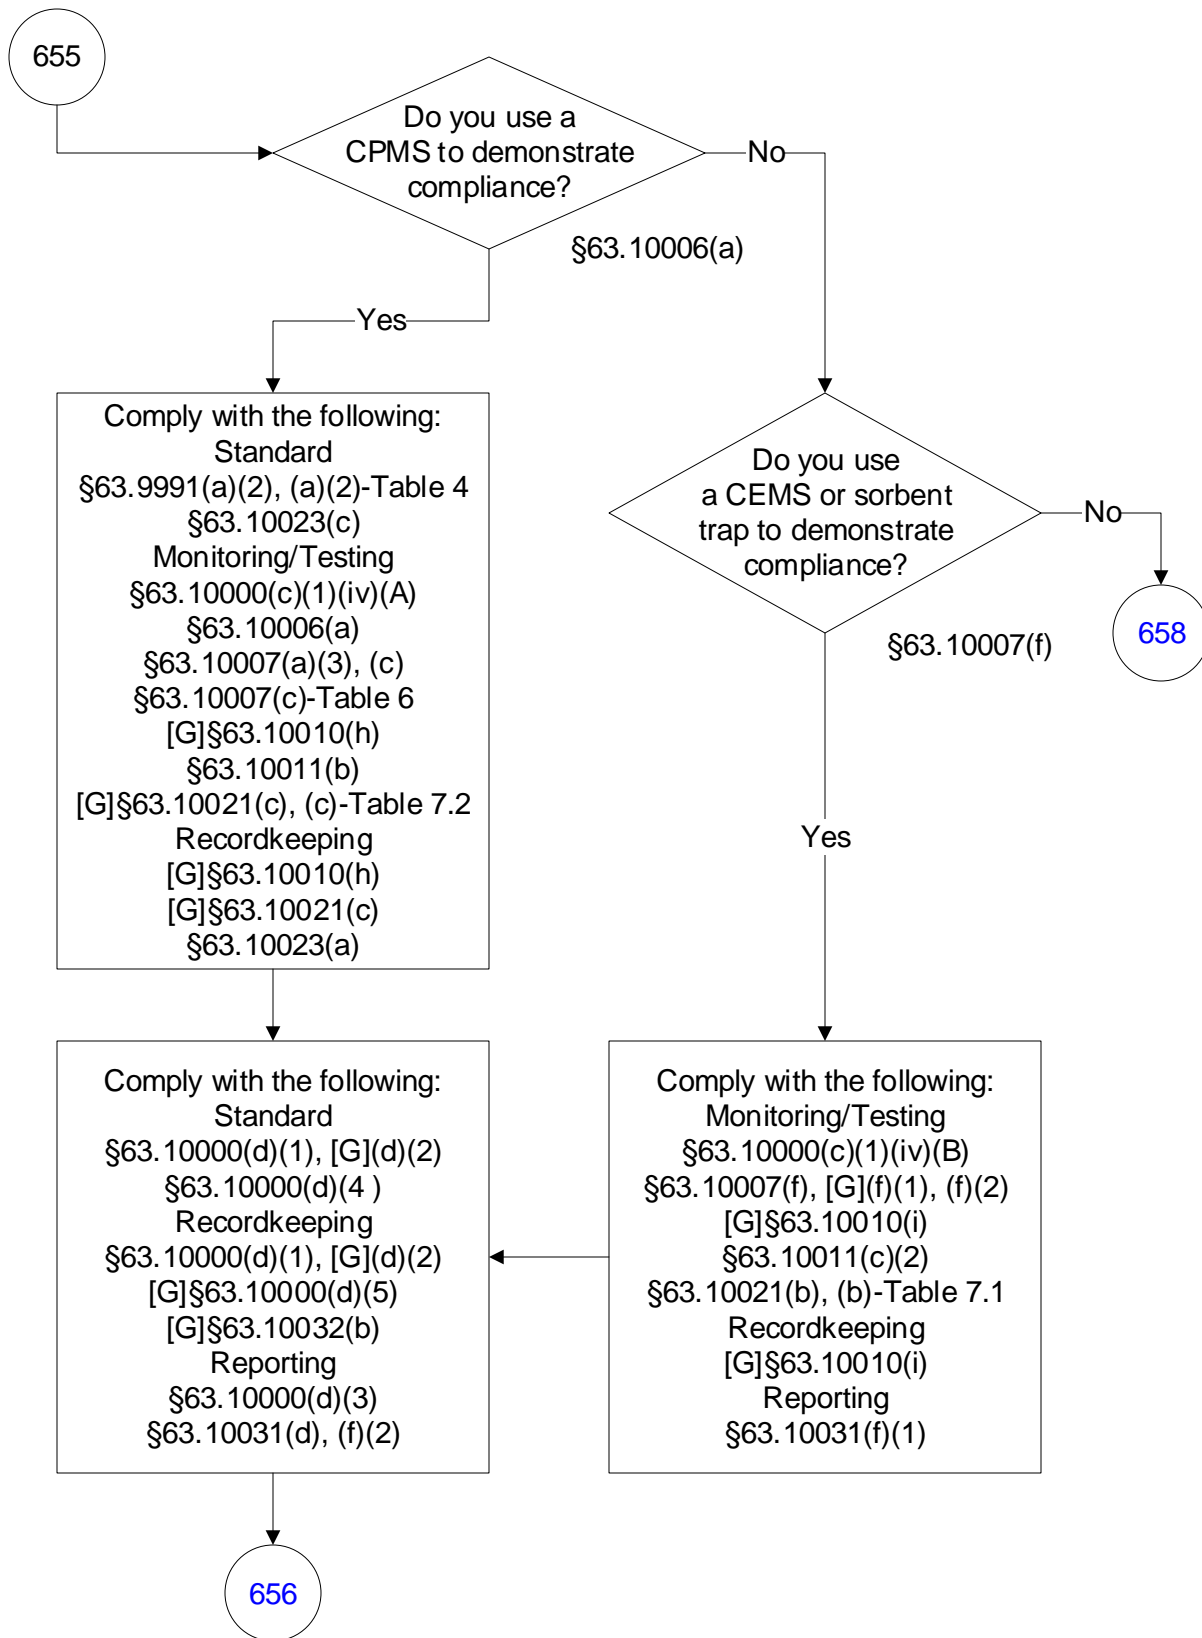 655
Do you use a
CPMS to demonstrate
compliance?
No
§63.10006(a)
Yes
Comply with the following:
Standard
§63.9991(a)(2), (a)(2)-Table 4
§63.10023(c)
Monitoring/Testing
§63.10000(c)(1)(iv)(A)
§63.10006(a)
§63.10007(a)(3), (c)
§63.10007(c)-Table 6
[G]§63.10010(h)
§63.10011(b)
[G]§63.10021(c), (c)-Table 7.2
Recordkeeping
[G]§63.10010(h)
[G]§63.10021(c)
§63.10023(a)
Do you use
a CEMS or sorbent
trap to demonstrate
compliance?
No
658
§63.10007(f)
Yes
Comply with the following:
Standard
§63.10000(d)(1), [G](d)(2)
§63.10000(d)(4 )
Recordkeeping
§63.10000(d)(1), [G](d)(2)
[G]§63.10000(d)(5)
[G]§63.10032(b)
Reporting
§63.10000(d)(3)
§63.10031(d), (f)(2)
Comply with the following:
Monitoring/Testing
§63.10000(c)(1)(iv)(B)
§63.10007(f), [G](f)(1), (f)(2)
[G]§63.10010(i)
§63.10011(c)(2)
§63.10021(b), (b)-Table 7.1
Recordkeeping
[G]§63.10010(i)
Reporting
§63.10031(f)(1)
656